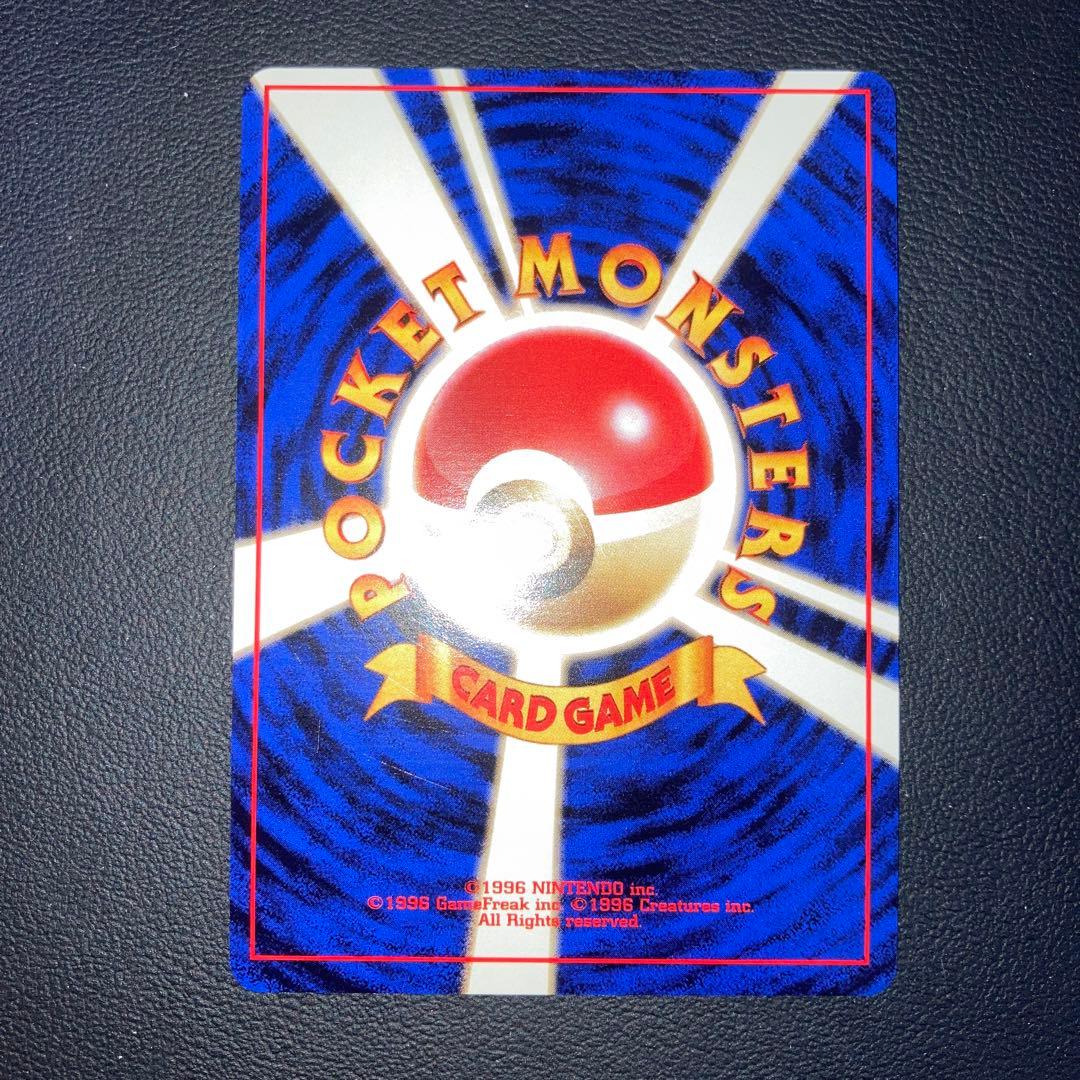 POCKET MONSTERS
CARD GAME
©1996 NINTENDO inc.
©1996 GameFreak inc. ©1996 Creatures inc.
All Rights reserved.